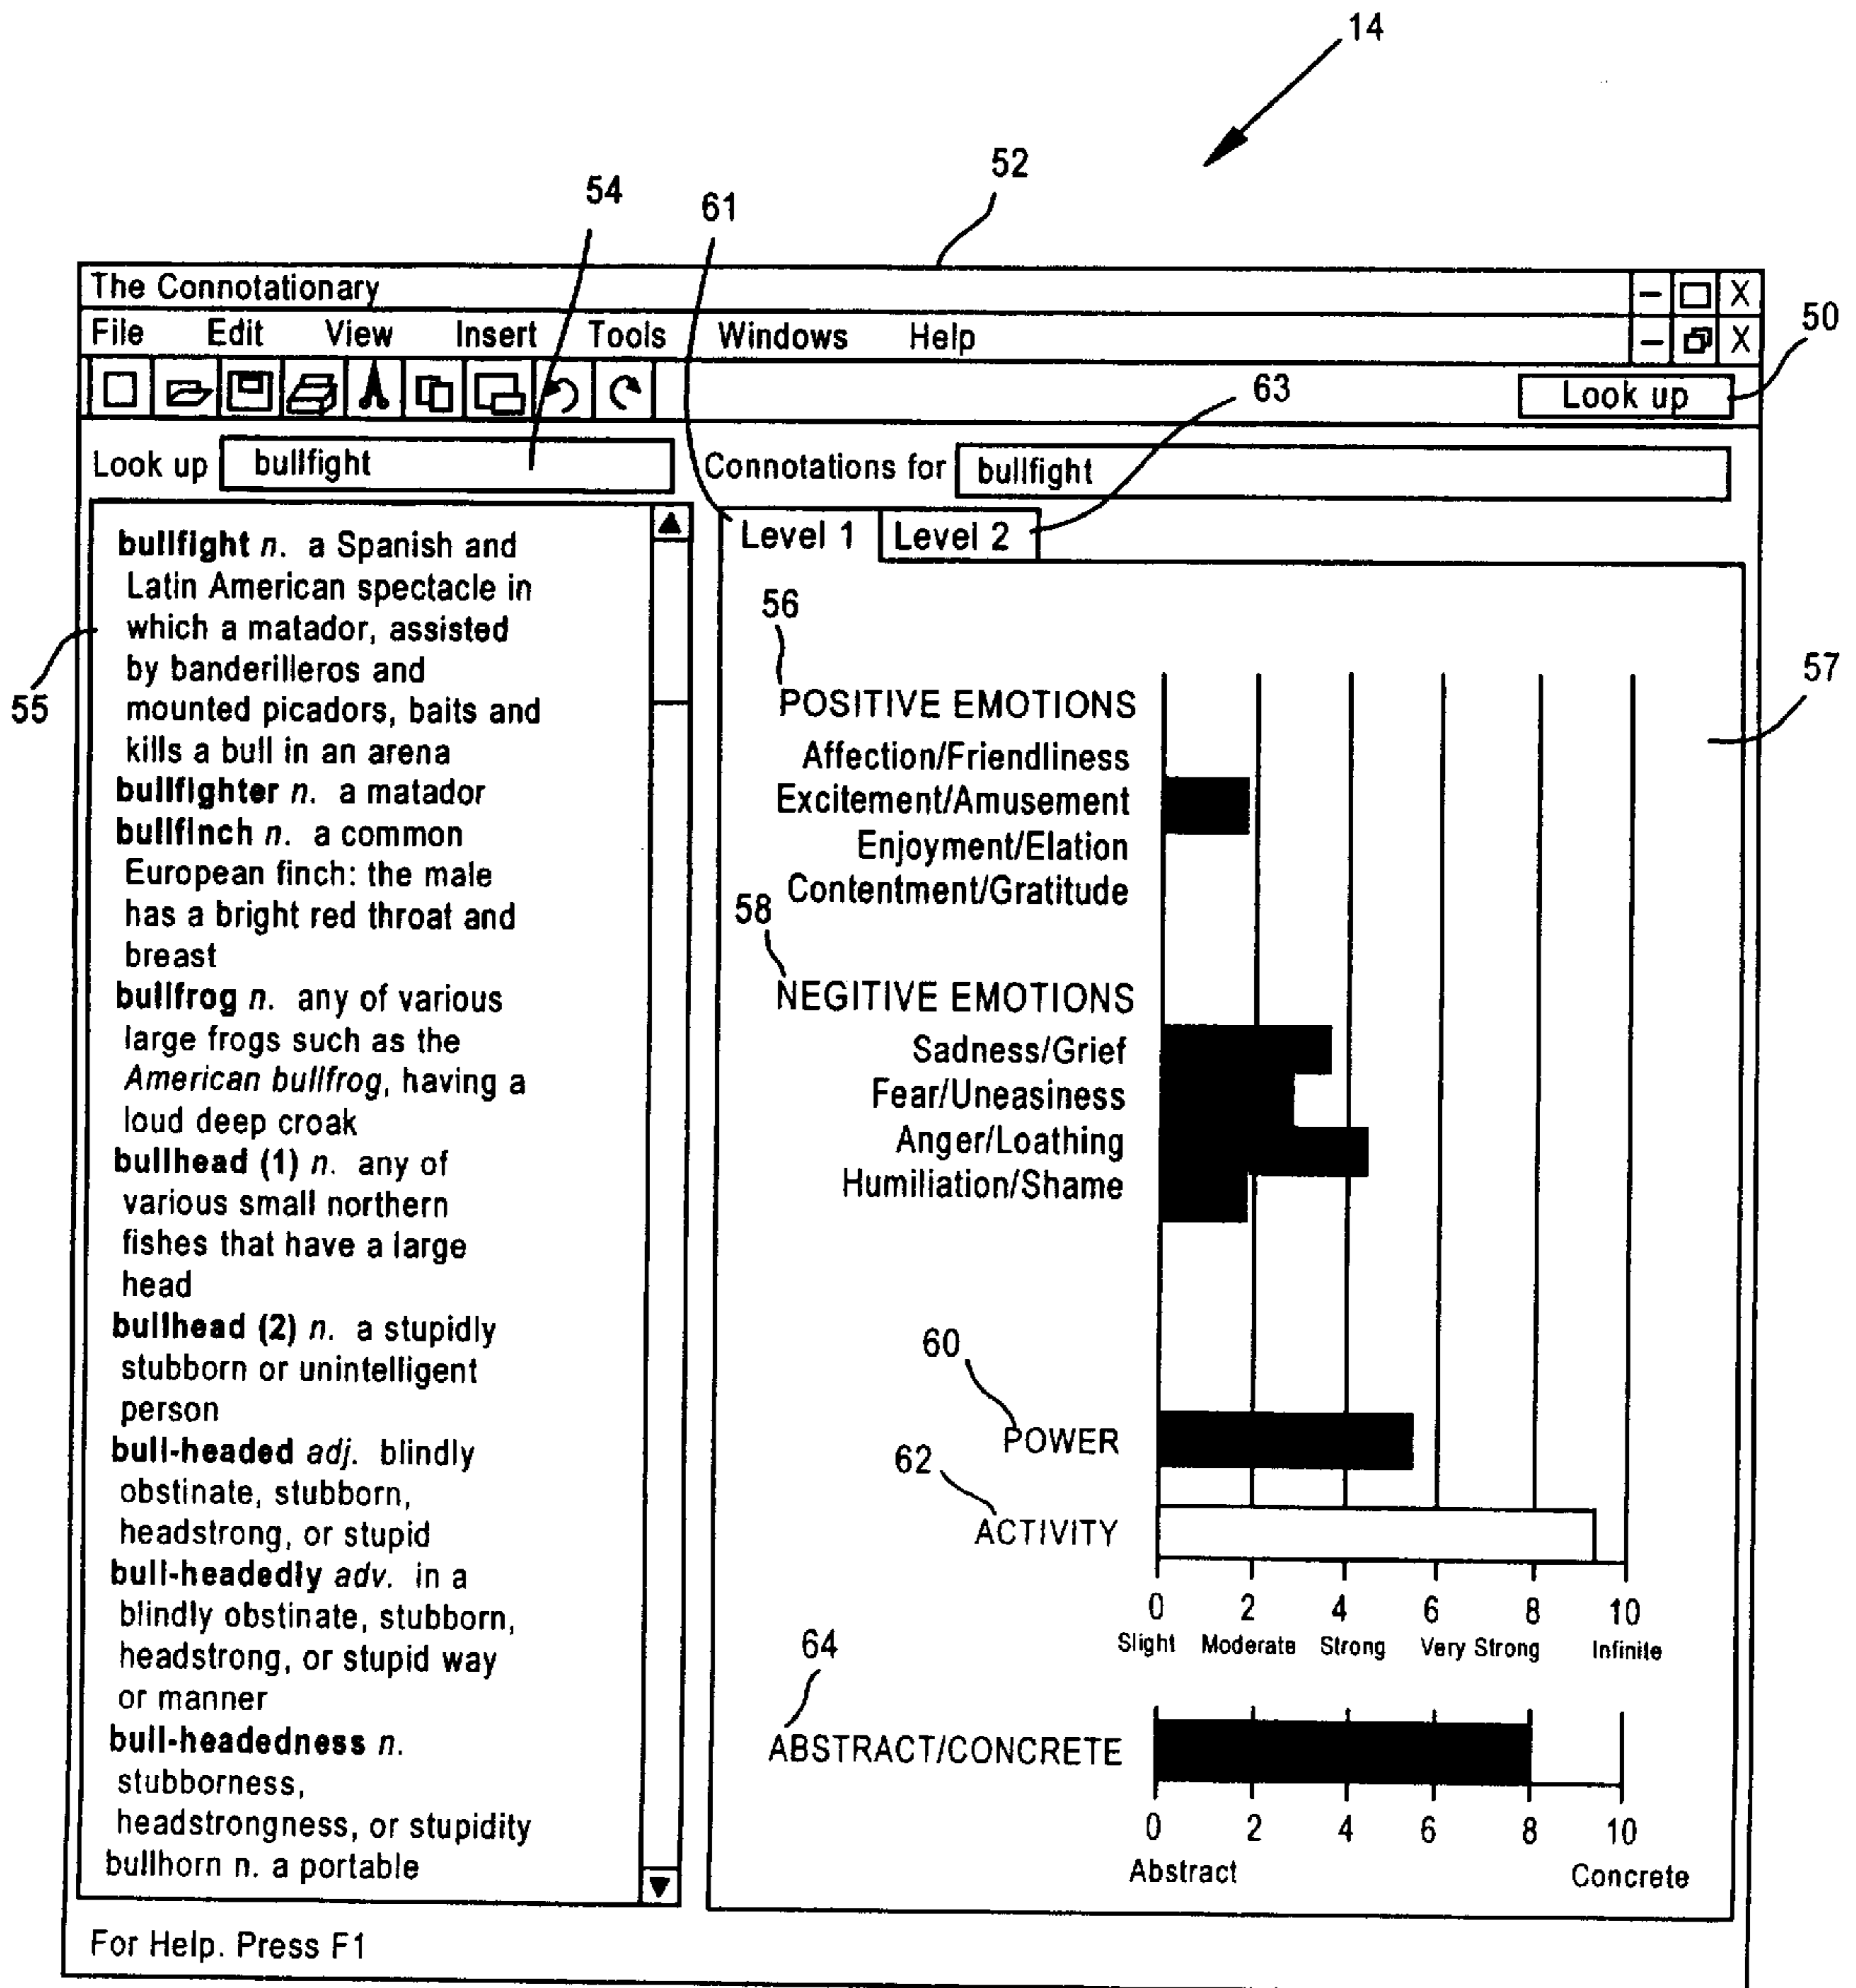 14
52
54
61
The Connotationary
File Edit View Insert Tools Windows Help
50
Look up
63
Look up bullfight
Connotations for bullfight
Level 1 Level 2
bullfight n. a Spanish and
Latin American spectacle in
which a matador, assisted
by banderilleros and
mounted picadors, baits and
kills a bull in an arena
bullfighter n. a matador
bullfinch n. a common
European finch: the male
has a bright red throat and
breast
bullfrog n. any of various
large frogs such as the
American bullfrog, having a
loud deep croak
bullhead (1) n. any of
various small northern
fishes that have a large
head
bullhead (2) n. a stupidly
stubborn or unintelligent
person
bull-headed adj. blindly
obstinate, stubborn,
headstrong, or stupid
bull-headedly adv. in a
blindly obstinate, stubborn,
headstrong, or stupid way
or manner
bull-headedness n.
stubborness,
headstrongness, or stupidity
bullhorn n. a portable
55
56
57
POSITIVE EMOTIONS
Affection/Friendliness
Excitement/Amusement
Enjoyment/Elation
Contentment/Gratitude
58
NEGITIVE EMOTIONS
Sadness/Grief
Fear/Uneasiness
Anger/Loathing
Humiliation/Shame
60
POWER
62
ACTIVITY
0 2 4 6 8 10
Slight Moderate Strong Very Strong Infinite
64
ABSTRACT/CONCRETE
0 2 4 6 8 10
Abstract Concrete
For Help. Press F1